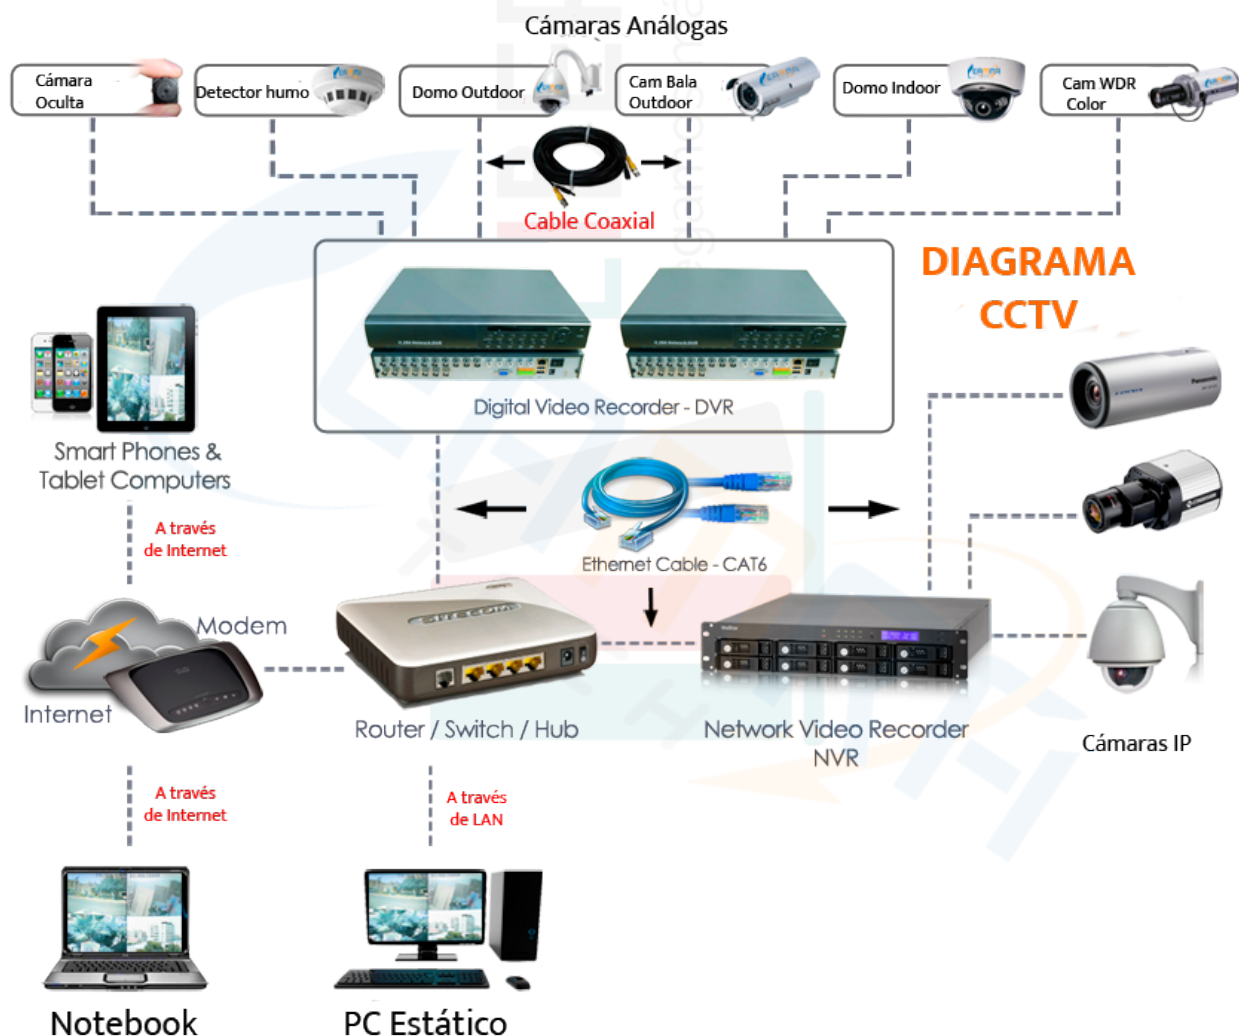 Cámaras Análogas
Cámara
Oculta
Detector humo
Domo Outdoor
Cam Bala
Outdoor
Domo Indoor
Cam WDR
Color
Cable Coaxial
DIAGRAMA
CCTV
Digital Video Recorder - DVR
Smart Phones &
Tablet Computers
A través
de Internet
Ethernet Cable - CAT6
Panasonic
Modem
Internet
SITECOM
Router / Switch / Hub
Network Video Recorder
NVR
Cámaras IP
A través
de Internet
A través
de LAN
Notebook
PC Estático